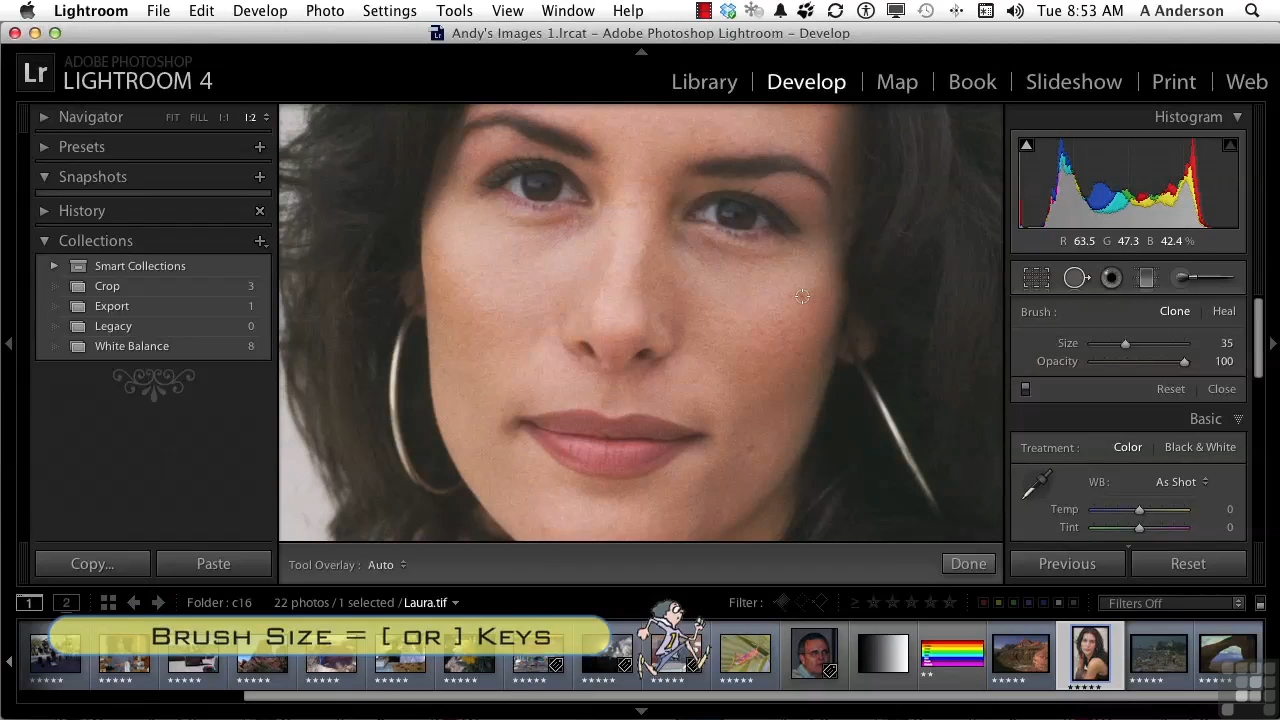 Lightroom File Edit Develop Photo Settings Tools View Window Help Tue 8:53 AM A Anderson
Andy's Images 1.lrcat – Adobe Photoshop Lightroom – Develop
Lr ADOBE PHOTOSHOP
LIGHTROOM 4
Library Develop Map Book Slideshow Print Web
Navigator FIT FILL 1:1 1:2
Presets
Snapshots
History
Collections
Smart Collections
Crop 3
Export 1
Legacy 0
White Balance 8
Copy... Paste
Tool Overlay: Auto Done
Histogram
R 63.5 G 47.3 B 42.4 %
Brush: Clone Heal
Size 35
Opacity 100
Reset Close
Basic
Treatment: Color Black & White
WB: As Shot
Temp 0
Tint 0
Previous Reset
1 2 Folder: c16 22 photos / 1 selected / Laura.tif Filter: Filters Off
Brush Size = [ or ] Keys